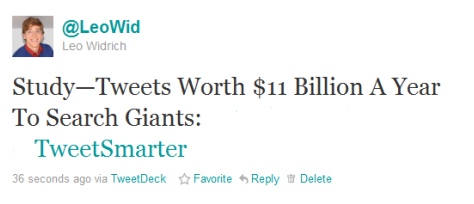 @LeoWid
Leo Widrich
Study—Tweets Worth $11 Billion A Year
To Search Giants:
TweetSmarter
36 seconds ago via TweetDeck Favorite Reply Delete